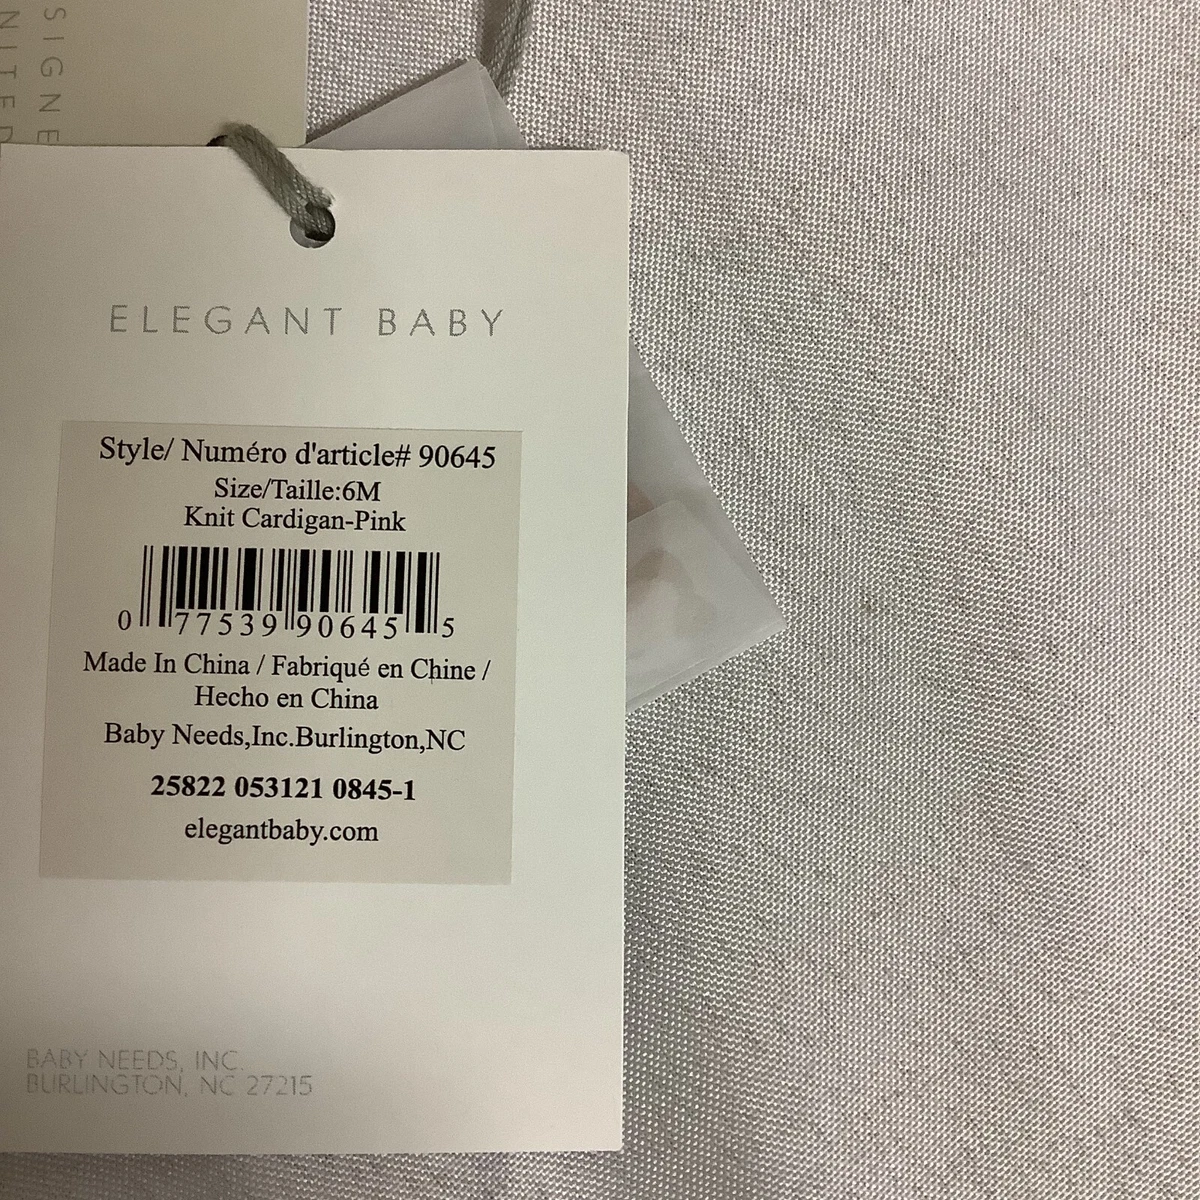 SIGNE
NITED
ELEGANT BABY
Style/ Numéro d'article# 90645
Size/Taille:6M
Knit Cardigan-Pink
0 77539 90645 5
Made In China / Fabriqué en Chine /
Hecho en China
Baby Needs,Inc.Burlington,NC
25822 053121 0845-1
elegantbaby.com
BABY NEEDS, INC.
BURLINGTON, NC 27215